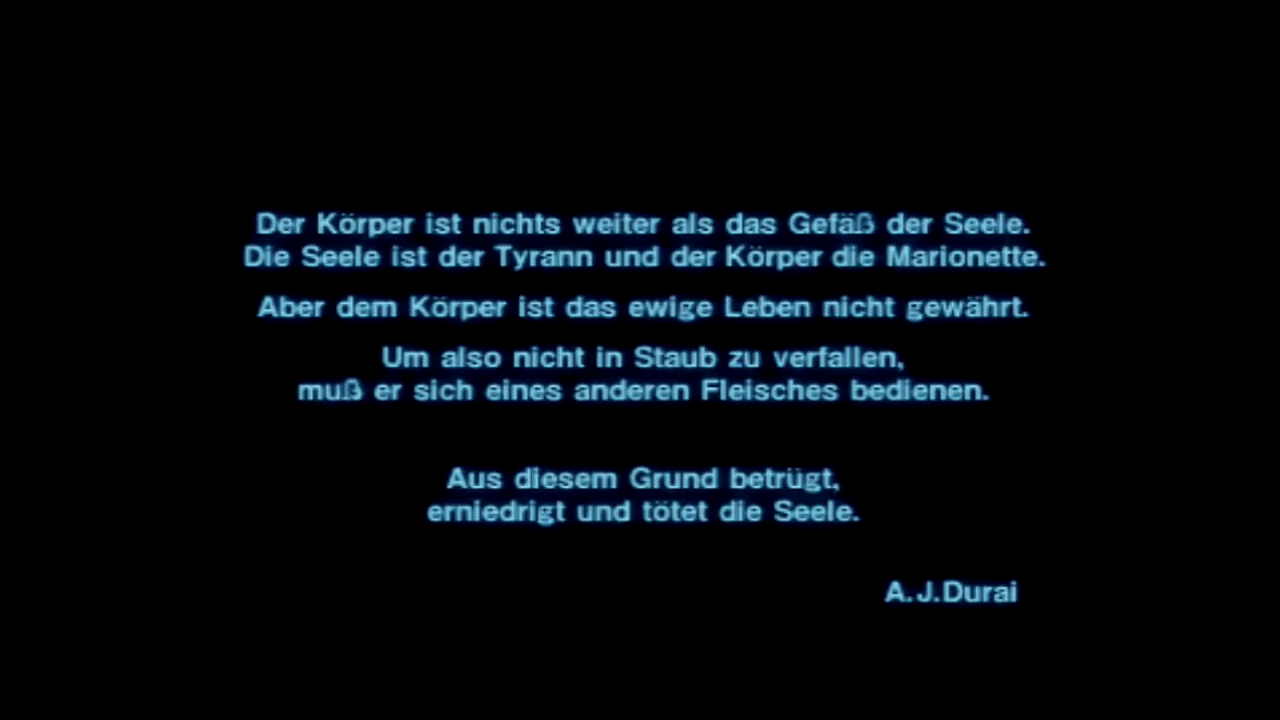 Der Körper ist nichts weiter als das Gefäß der Seele.
Die Seele ist der Tyrann und der Körper die Marionette.
Aber dem Körper ist das ewige Leben nicht gewährt.
Um also nicht in Staub zu verfallen,
muß er sich eines anderen Fleisches bedienen.
Aus diesem Grund betrügt,
erniedrigt und tötet die Seele.
A.J.Durai